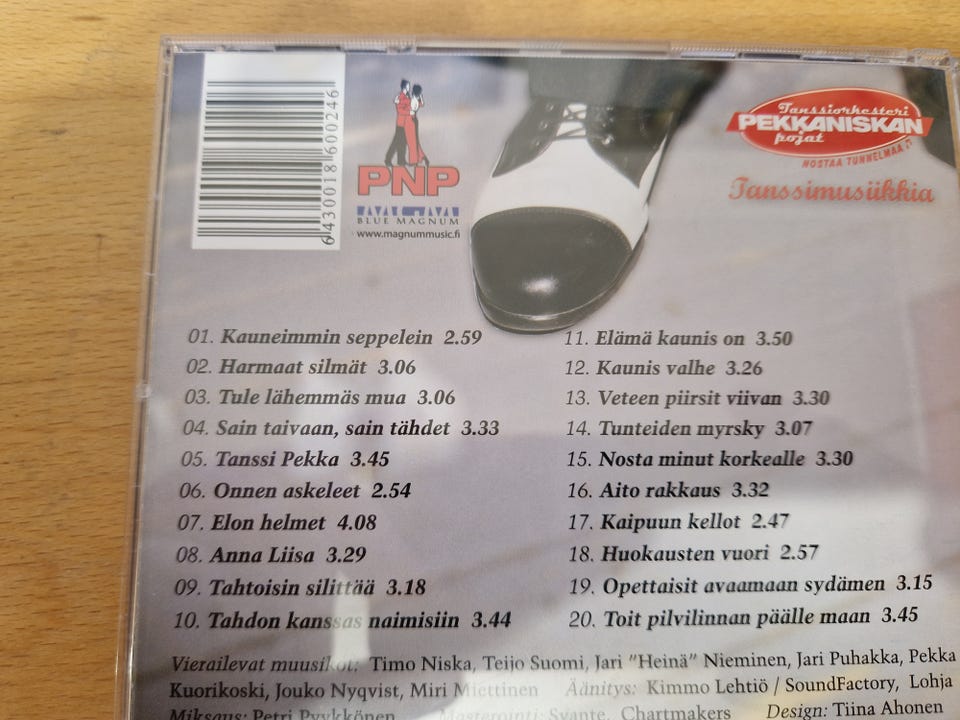 6430018600246
PNP
BLUE MAGNUM
www.magnummusic.fi
Tanssiorkesteri
PEKKANISKAN
pojat
NOSTAA TUNNELMAA
Tanssimusiikkia
01. Kauneimmin seppelein 2.59
02. Harmaat silmät 3.06
03. Tule lähemmäs mua 3.06
04. Sain taivaan, sain tähdet 3.33
05. Tanssi Pekka 3.45
06. Onnen askeleet 2.54
07. Elon helmet 4.08
08. Anna Liisa 3.29
09. Tahtoisin silittää 3.18
10. Tahdon kanssas naimisiin 3.44
11. Elämä kaunis on 3.50
12. Kaunis valhe 3.26
13. Veteen piirsit viivan 3.30
14. Tunteiden myrsky 3.07
15. Nosta minut korkealle 3.30
16. Aito rakkaus 3.32
17. Kaipuun kellot 2.47
18. Huokausten vuori 2.57
19. Opettaisit avaamaan sydämen 3.15
20. Toit pilvilinnan päälle maan 3.45
Vierailevat muusikot: Timo Niska, Teijo Suomi, Jari "Heinä" Nieminen, Jari Puhakka, Pekka
Kuorikoski, Jouko Nyqvist, Miri Miettinen Äänitys: Kimmo Lehtiö / SoundFactory, Lohja
Miksaus: Petri Pyykkönen Masterointi: Svante, Chartmakers Design: Tiina Ahonen